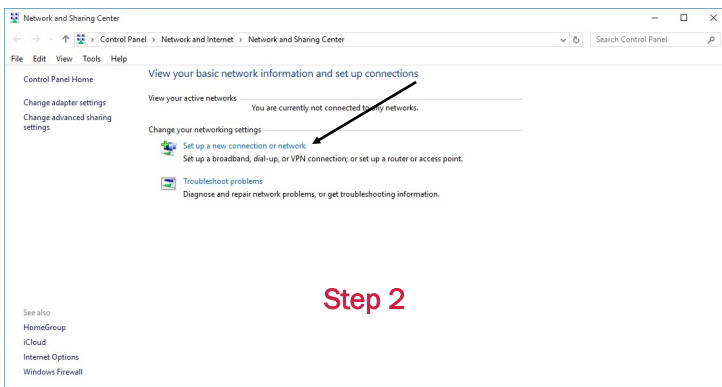 Network and Sharing Center
Control Panel > Network and Internet > Network and Sharing Center
Search Control Panel
File Edit View Tools Help
Control Panel Home
Change adapter settings
Change advanced sharing
settings
View your basic network information and set up connections
View your active networks
You are currently not connected to any networks.
Change your networking settings
Set up a new connection or network
Set up a broadband, dial-up, or VPN connection; or set up a router or access point.
Troubleshoot problems
Diagnose and repair network problems, or get troubleshooting information.
Step 2
See also
HomeGroup
iCloud
Internet Options
Windows Firewall